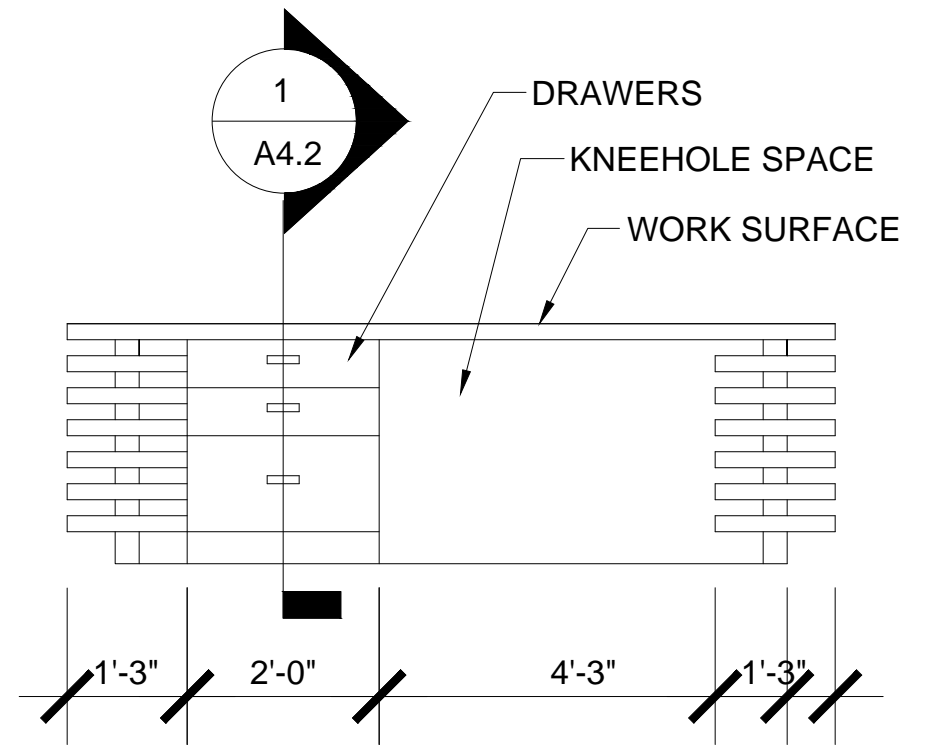 1
A4.2
DRAWERS
KNEEHOLE SPACE
WORK SURFACE
1'-3" 2'-0" 4'-3" 1'-3"